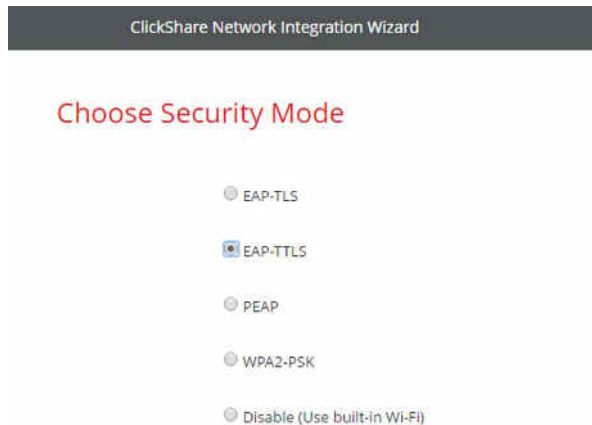 ClickShare Network Integration Wizard
Choose Security Mode
EAP-TLS
EAP-TTLS
PEAP
WPA2-PSK
Disable (Use built-in Wi-Fi)